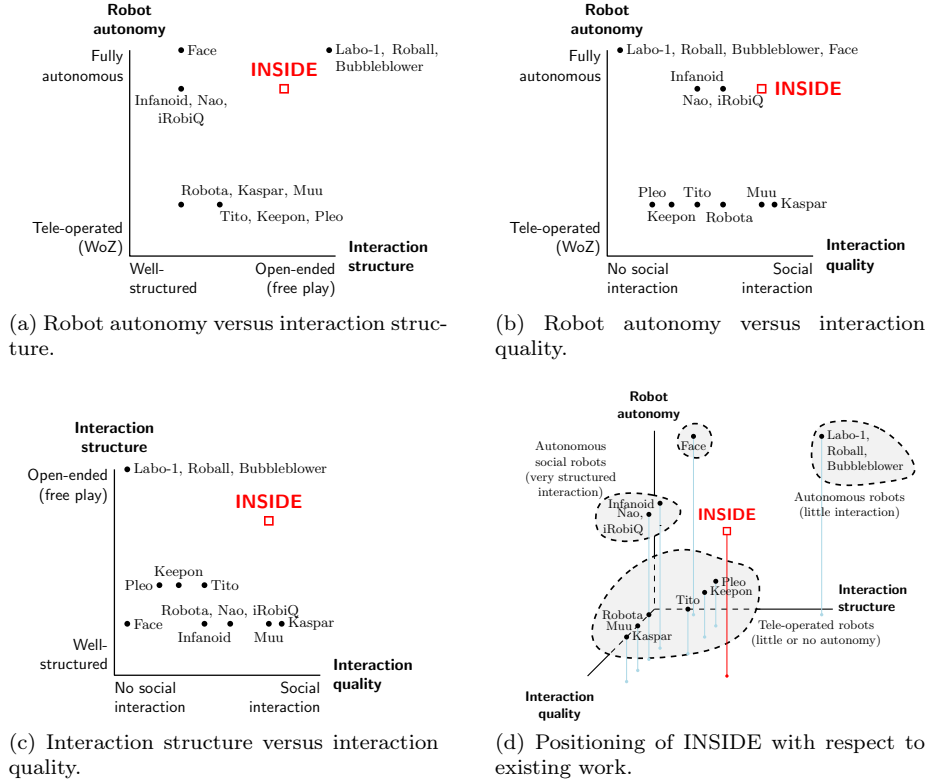 Robot
autonomy
Fully
autonomous
Face
Labo-1, Roball,
Bubbleblower
INSIDE
Infanoid, Nao,
iRobiQ
Robota, Kaspar, Muu
Tito, Keepon, Pleo
Tele-operated
(WoZ)
Interaction
structure
Well-
structured
Open-ended
(free play)
(a) Robot autonomy versus interaction struc-
ture.
Robot
autonomy
Fully
autonomous
Labo-1, Roball, Bubbleblower, Face
Infanoid
Nao, iRobiQ
INSIDE
Pleo
Tito
Muu
Keepon
Robota
Kaspar
Tele-operated
(WoZ)
Interaction
quality
No social
interaction
Social
interaction
(b) Robot autonomy versus interaction
quality.
Interaction
structure
Open-ended
(free play)
Labo-1, Roball, Bubbleblower
INSIDE
Keepon
Pleo
Tito
Robota, Nao, iRobiQ
Face
Infanoid
Muu
Kaspar
Well-
structured
Interaction
quality
No social
interaction
Social
interaction
(c) Interaction structure versus interaction
quality.
Robot
autonomy
Autonomous
social robots
(very structured
interaction)
Face
Labo-1,
Roball,
Bubbleblower
Autonomous robots
(little interaction)
Infanoid
Nao,
iRobiQ
INSIDE
Pleo
Keepon
Tito
Robota
Muu
Kaspar
Interaction
structure
Tele-operated robots
(little or no autonomy)
Interaction
quality
(d) Positioning of INSIDE with respect to
existing work.